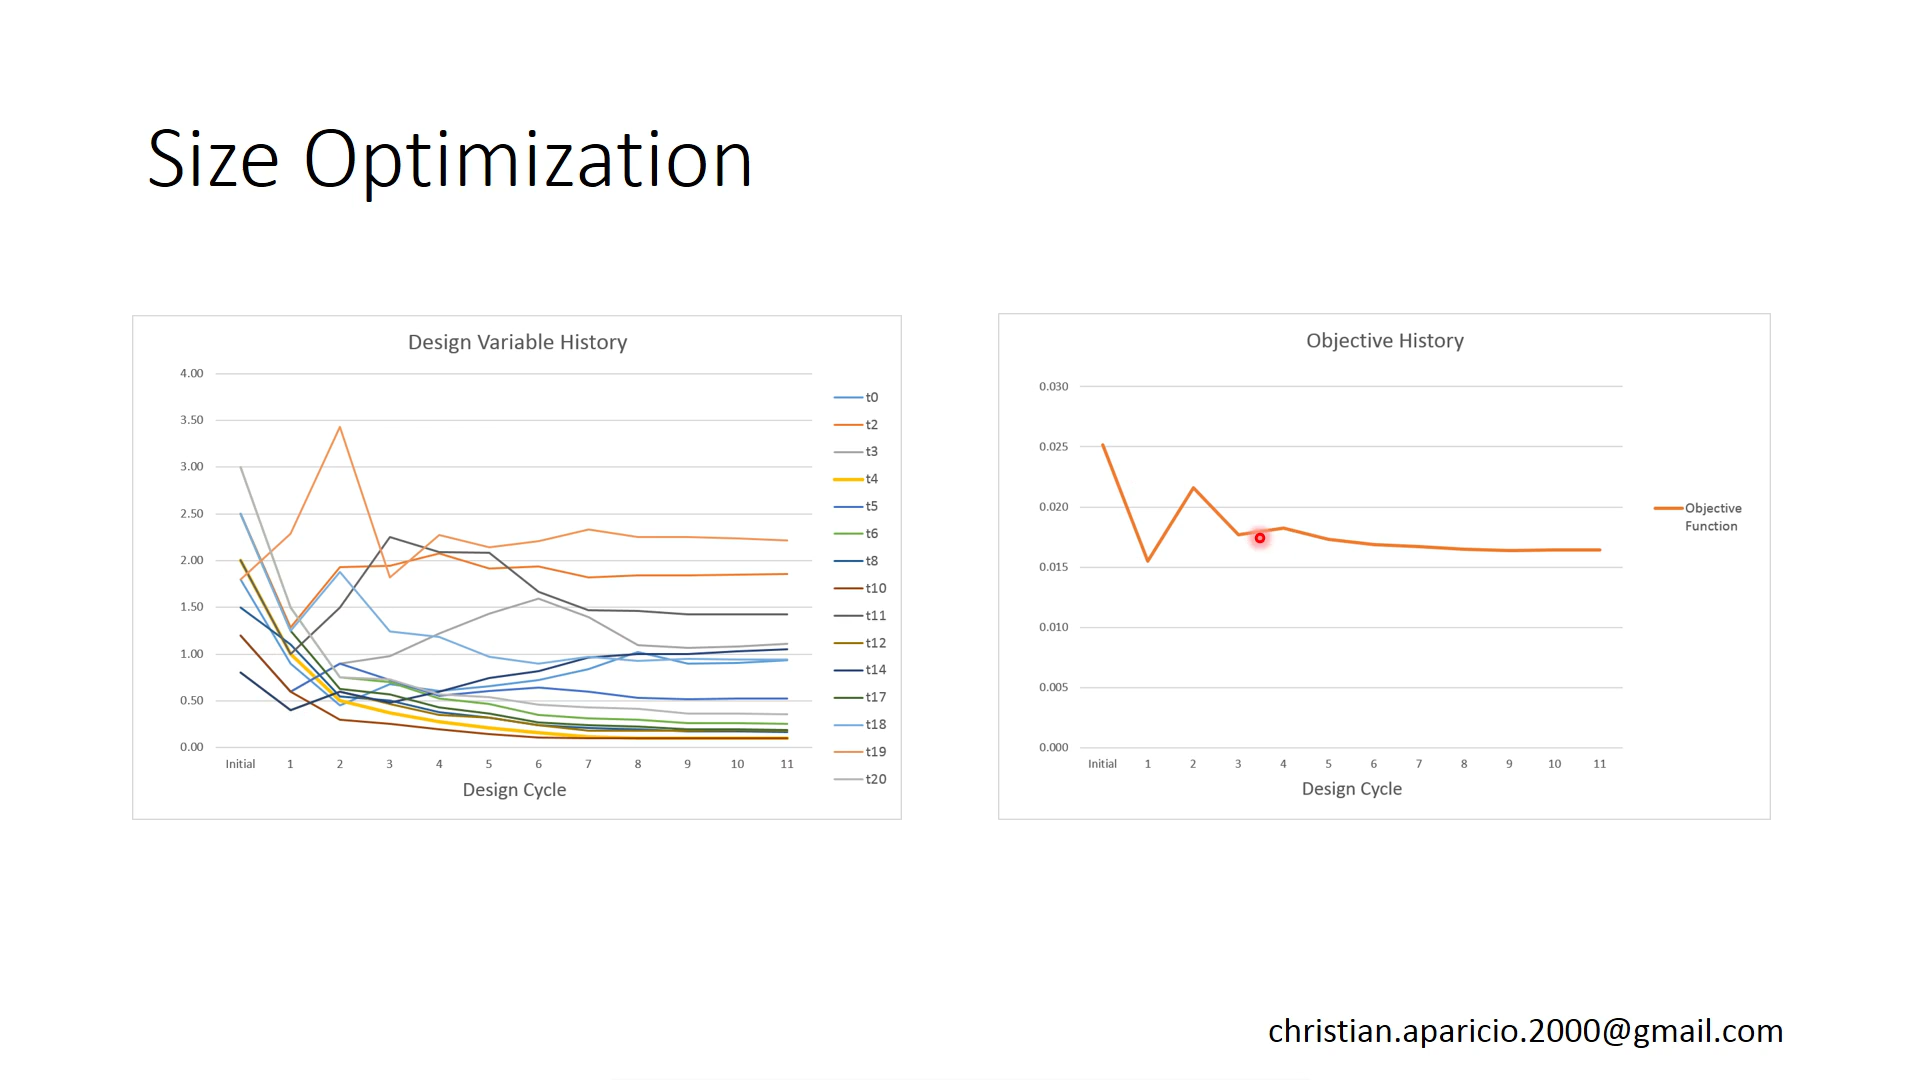 Size Optimization
Design Variable History
4.00
3.50
3.00
2.50
2.00
1.50
1.00
0.50
0.00
Initial 1 2 3 4 5 6 7 8 9 10 11
Design Cycle
t0
t2
t3
t4
t5
t6
t8
t10
t11
t12
t14
t17
t18
t19
t20
Objective History
0.030
0.025
0.020
0.015
0.010
0.005
0.000
Initial 1 2 3 4 5 6 7 8 9 10 11
Design Cycle
Objective
Function
christian.aparicio.2000@gmail.com